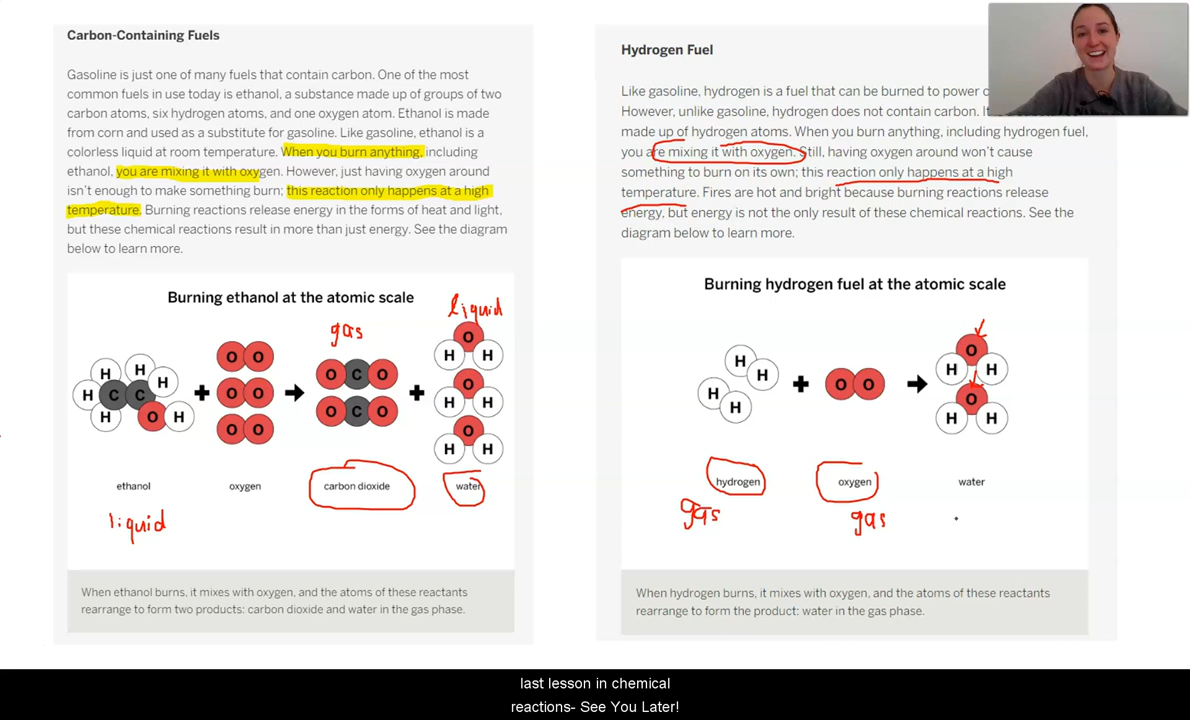 Carbon-Containing Fuels
Gasoline is just one of many fuels that contain carbon. One of the most
common fuels in use today is ethanol, a substance made up of groups of two
carbon atoms, six hydrogen atoms, and one oxygen atom. Ethanol is made
from corn and used as a substitute for gasoline. Like gasoline, ethanol is a
colorless liquid at room temperature. When you burn anything, including
ethanol, you are mixing it with oxygen. However, just having oxygen around
isn't enough to make something burn; this reaction only happens at a high
temperature. Burning reactions release energy in the forms of heat and light,
but these chemical reactions result in more than just energy. See the diagram
below to learn more.
Burning ethanol at the atomic scale
gas
liquid
H H H H C C H O H
+
O O
O O
O O
→
O C O
O C O
+
O
H H
O
H H
O
H H
ethanol
oxygen
carbon dioxide
water
liquid
When ethanol burns, it mixes with oxygen, and the atoms of these reactants
rearrange to form two products: carbon dioxide and water in the gas phase.
Hydrogen Fuel
Like gasoline, hydrogen is a fuel that can be burned to power
However, unlike gasoline, hydrogen does not contain carbon.
made up of hydrogen atoms. When you burn anything, including hydrogen fuel,
you are mixing it with oxygen. Still, having oxygen around won't cause
something to burn on its own; this reaction only happens at a high
temperature. Fires are hot and bright because burning reactions release
energy, but energy is not the only result of these chemical reactions. See the
diagram below to learn more.
Burning hydrogen fuel at the atomic scale
H H
H H
+
O O
→
O
H H
O
H H
hydrogen
oxygen
water
gas
gas
When hydrogen burns, it mixes with oxygen, and the atoms of these reactants
rearrange to form the product: water in the gas phase.
last lesson in chemical
reactions- See You Later!